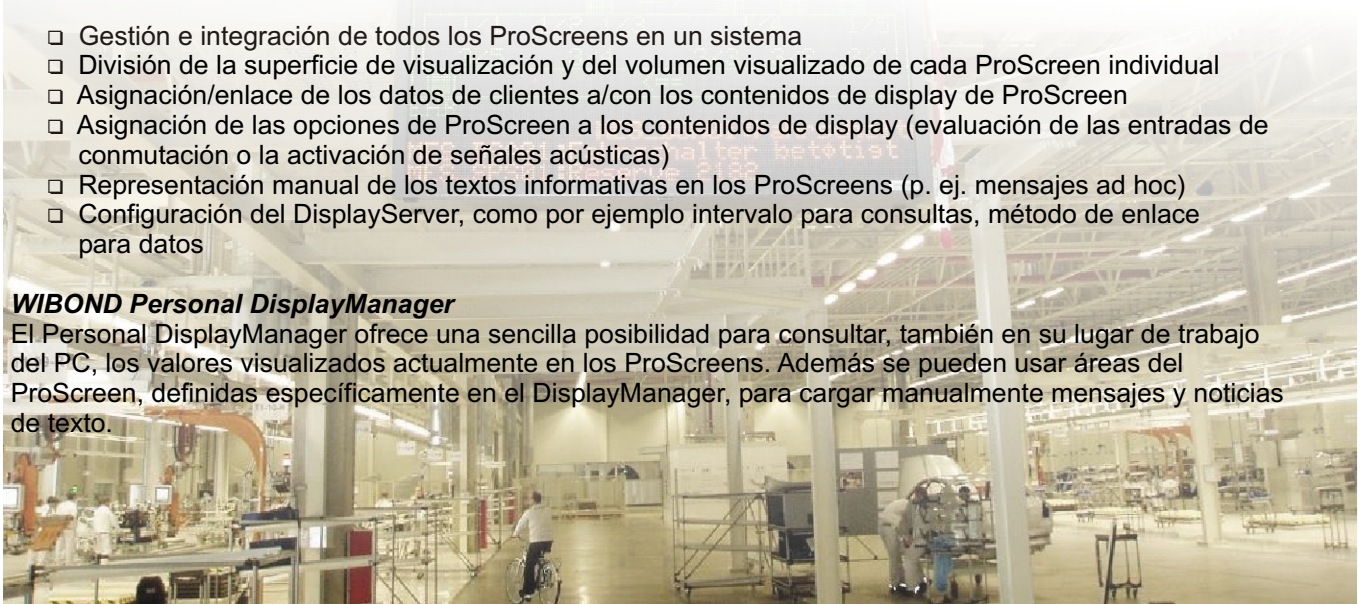 ❑ Gestión e integración de todos los ProScreens en un sistema
❑ División de la superficie de visualización y del volumen visualizado de cada ProScreen individual
❑ Asignación/enlace de los datos de clientes a/con los contenidos de display de ProScreen
❑ Asignación de las opciones de ProScreen a los contenidos de display (evaluación de las entradas de
conmutación o la activación de señales acústicas)
❑ Representación manual de los textos informativas en los ProScreens (p. ej. mensajes ad hoc)
❑ Configuración del DisplayServer, como por ejemplo intervalo para consultas, método de enlace
para datos
WIBOND Personal DisplayManager
El Personal DisplayManager ofrece una sencilla posibilidad para consultar, también en su lugar de trabajo
del PC, los valores visualizados actualmente en los ProScreens. Además se pueden usar áreas del
ProScreen, definidas específicamente en el DisplayManager, para cargar manualmente mensajes y noticias
de texto.